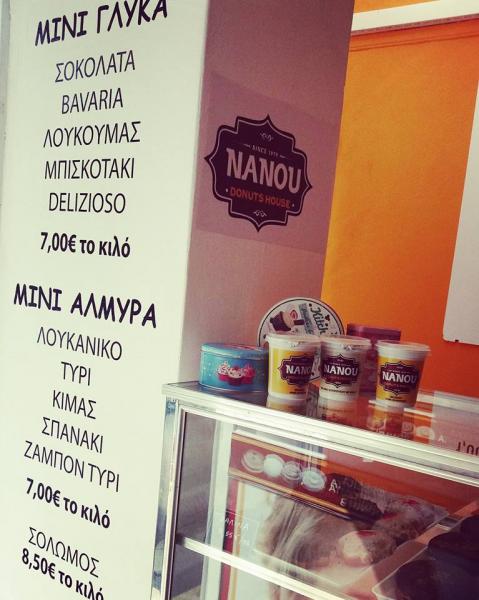 ΜΙΝΙ ΓΛΥΚΑ
ΣΟΚΟΛΑΤΑ
BAVARIA
ΛΟΥΚΟΥΜΑΣ
ΜΠΙΣΚΟΤΑΚΙ
DELIZIOSO
7,00€ το κιλό
ΜΙΝΙ ΑΛΜΥΡΑ
ΛΟΥΚΑΝΙΚΟ
ΤΥΡΙ
ΚΙΜΑΣ
ΣΠΑΝΑΚΙ
ΖΑΜΠΟΝ ΤΥΡΙ
7,00€ το κιλό
ΣΟΛΩΜΟΣ
8,50€ το κιλό
SINCE 1979
NANOU
DONUTS HOUSE
NANOU
NANOU
NANOU